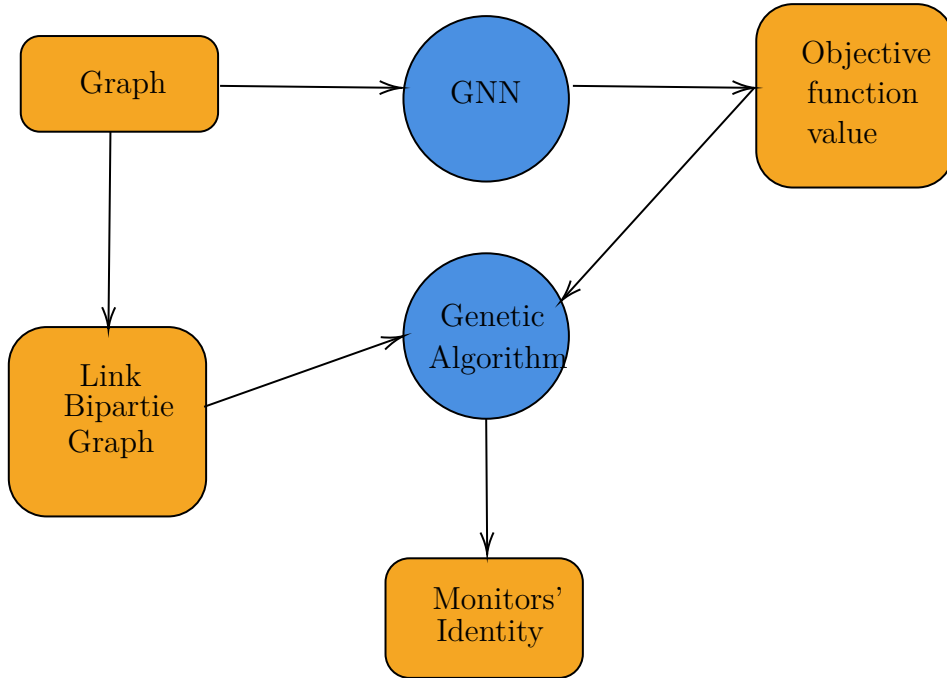 Graph
GNN
Objective
function
value
Genetic
Algorithm
Link
Bipartie
Graph
Monitors'
Identity